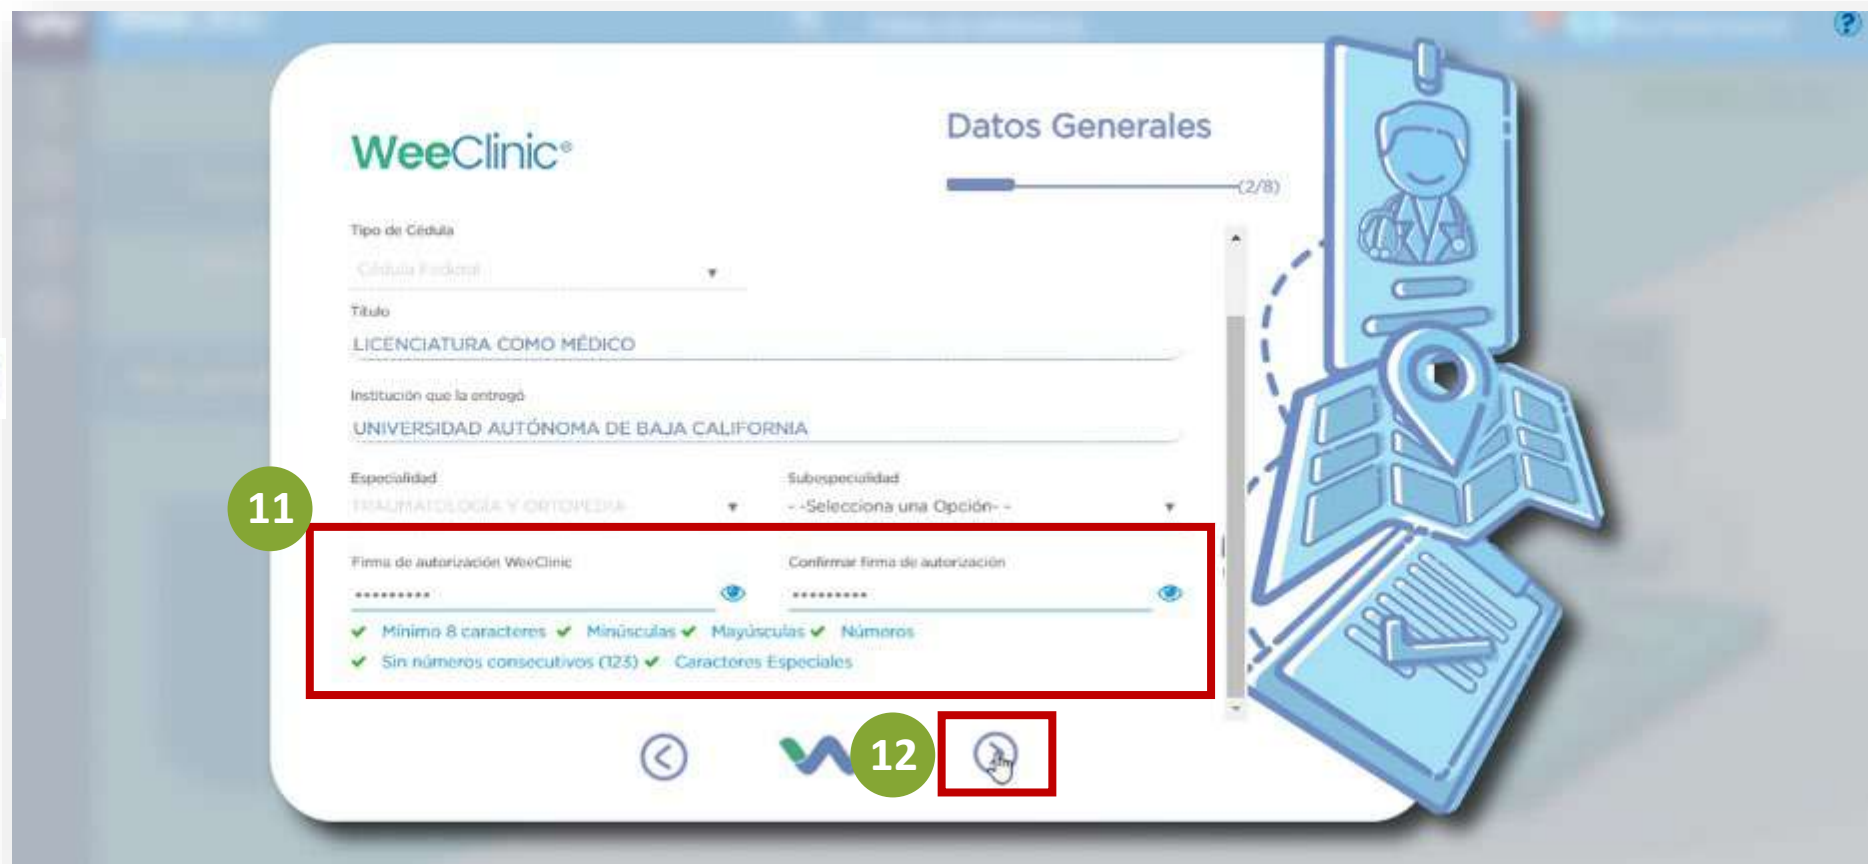 ?
WeeClinic®
Datos Generales
(2/8)
Tipo de Cédula
Cédula Federal
Título
LICENCIATURA COMO MÉDICO
Institución que la entregó
UNIVERSIDAD AUTÓNOMA DE BAJA CALIFORNIA
Especialidad Subespecialidad
TRAUMATOLOGÍA Y ORTOPEDIA - -Selecciona una Opción- -
11
Firma de autorización WeeClinic Confirmar firma de autorización
••••••••• •••••••••
Mínimo 8 caracteres Minúsculas Mayúsculas Números
Sin números consecutivos (123) Caracteres Especiales
12